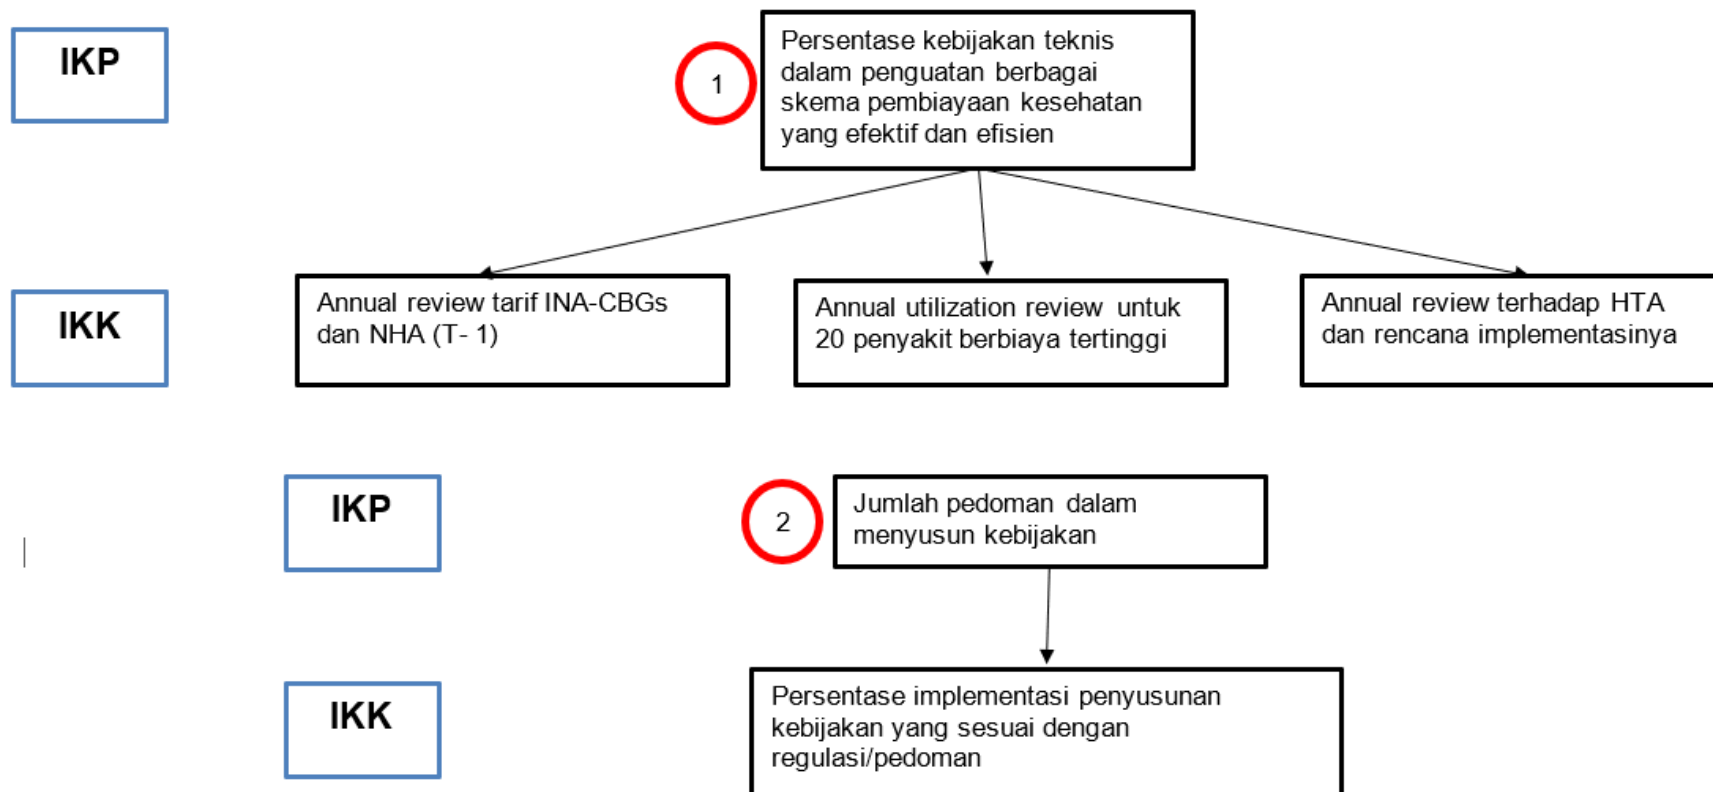 IKP
1
Persentase kebijakan teknis
dalam penguatan berbagai
skema pembiayaan kesehatan
yang efektif dan efisien
IKK
Annual review tarif INA-CBGs
dan NHA (T- 1)
Annual utilization review untuk
20 penyakit berbiaya tertinggi
Annual review terhadap HTA
dan rencana implementasinya
IKP
2
Jumlah pedoman dalam
menyusun kebijakan
IKK
Persentase implementasi penyusunan
kebijakan yang sesuai dengan
regulasi/pedoman